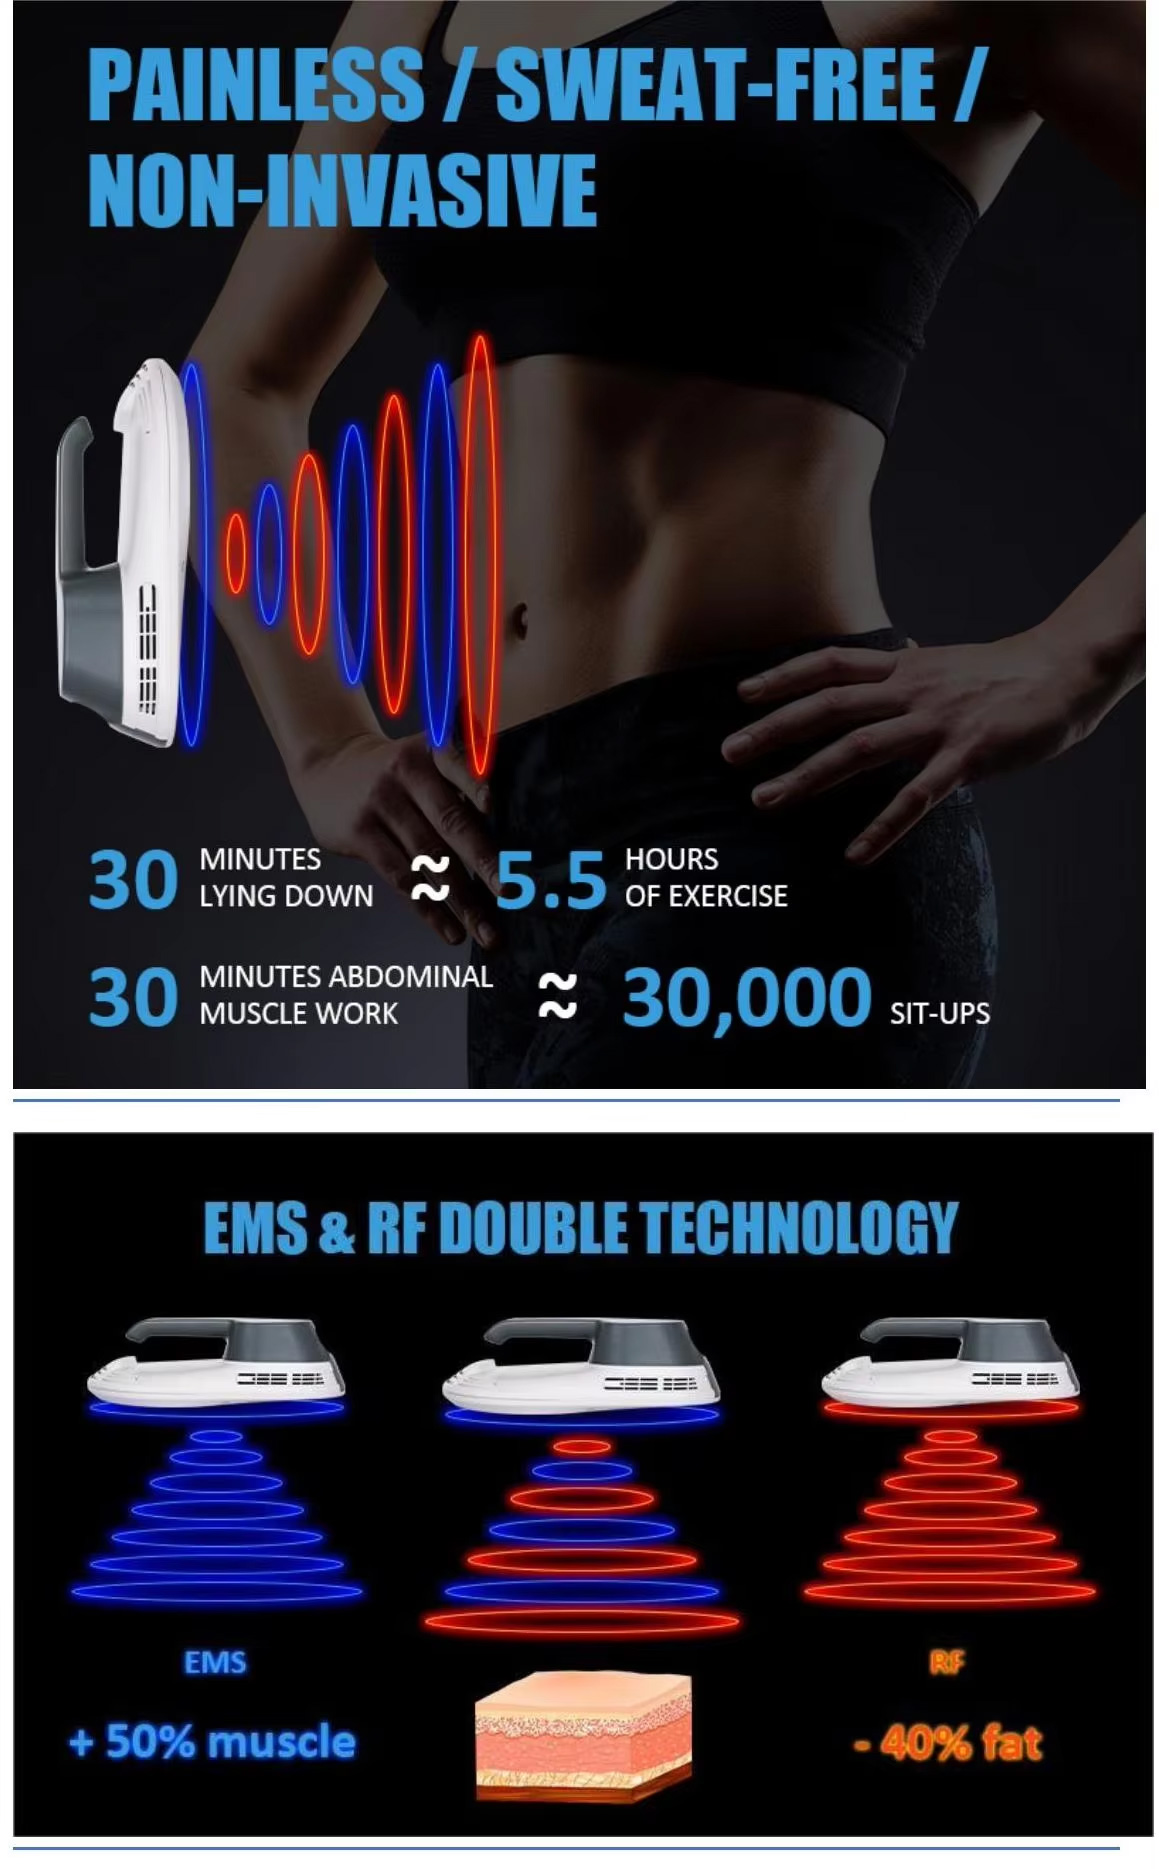 PAINLESS / SWEAT-FREE /
NON-INVASIVE
30 MINUTES LYING DOWN ≈ 5.5 HOURS OF EXERCISE
30 MINUTES ABDOMINAL MUSCLE WORK ≈ 30,000 SIT-UPS
EMS & RF DOUBLE TECHNOLOGY
EMS
RF
+ 50% muscle
- 40% fat